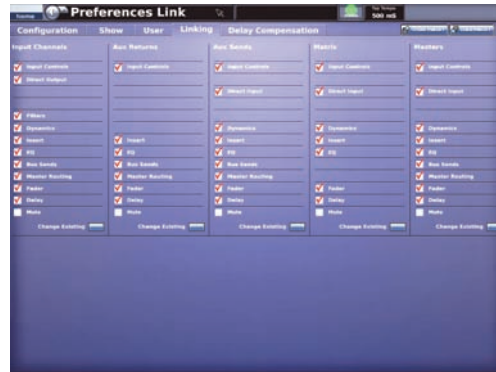 home Preferences Link
Tap Tempo
500 mS
Configuration Show User Linking Delay Compensation
Input Channels Aux Returns Aux Sends Matrix Masters
Input Controls Input Controls Input Controls Input Controls Input Controls
Direct Output
Direct Input Direct Input Direct Input
Filters
Dynamics Dynamics Dynamics Dynamics
Insert Insert Insert Insert Insert
EQ EQ EQ EQ EQ
Bus Sends Bus Sends Bus Sends Bus Sends
Master Routing Master Routing Master Routing Master Routing
Fader Fader Fader Fader Fader
Delay Delay Delay Delay Delay
Mute Mute Mute Mute Mute
Change Existing Change Existing Change Existing Change Existing Change Existing